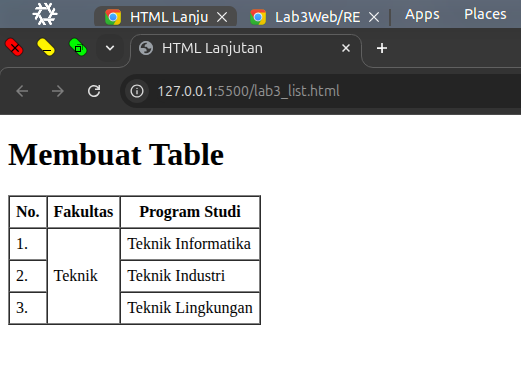 HTML Lanju
Lab3Web/RE
Apps
Places
HTML Lanjutan
127.0.0.1:5500/lab3_list.html
Membuat Table
No. Fakultas Program Studi
1. Teknik Teknik Informatika
2. Teknik Industri
3. Teknik Lingkungan